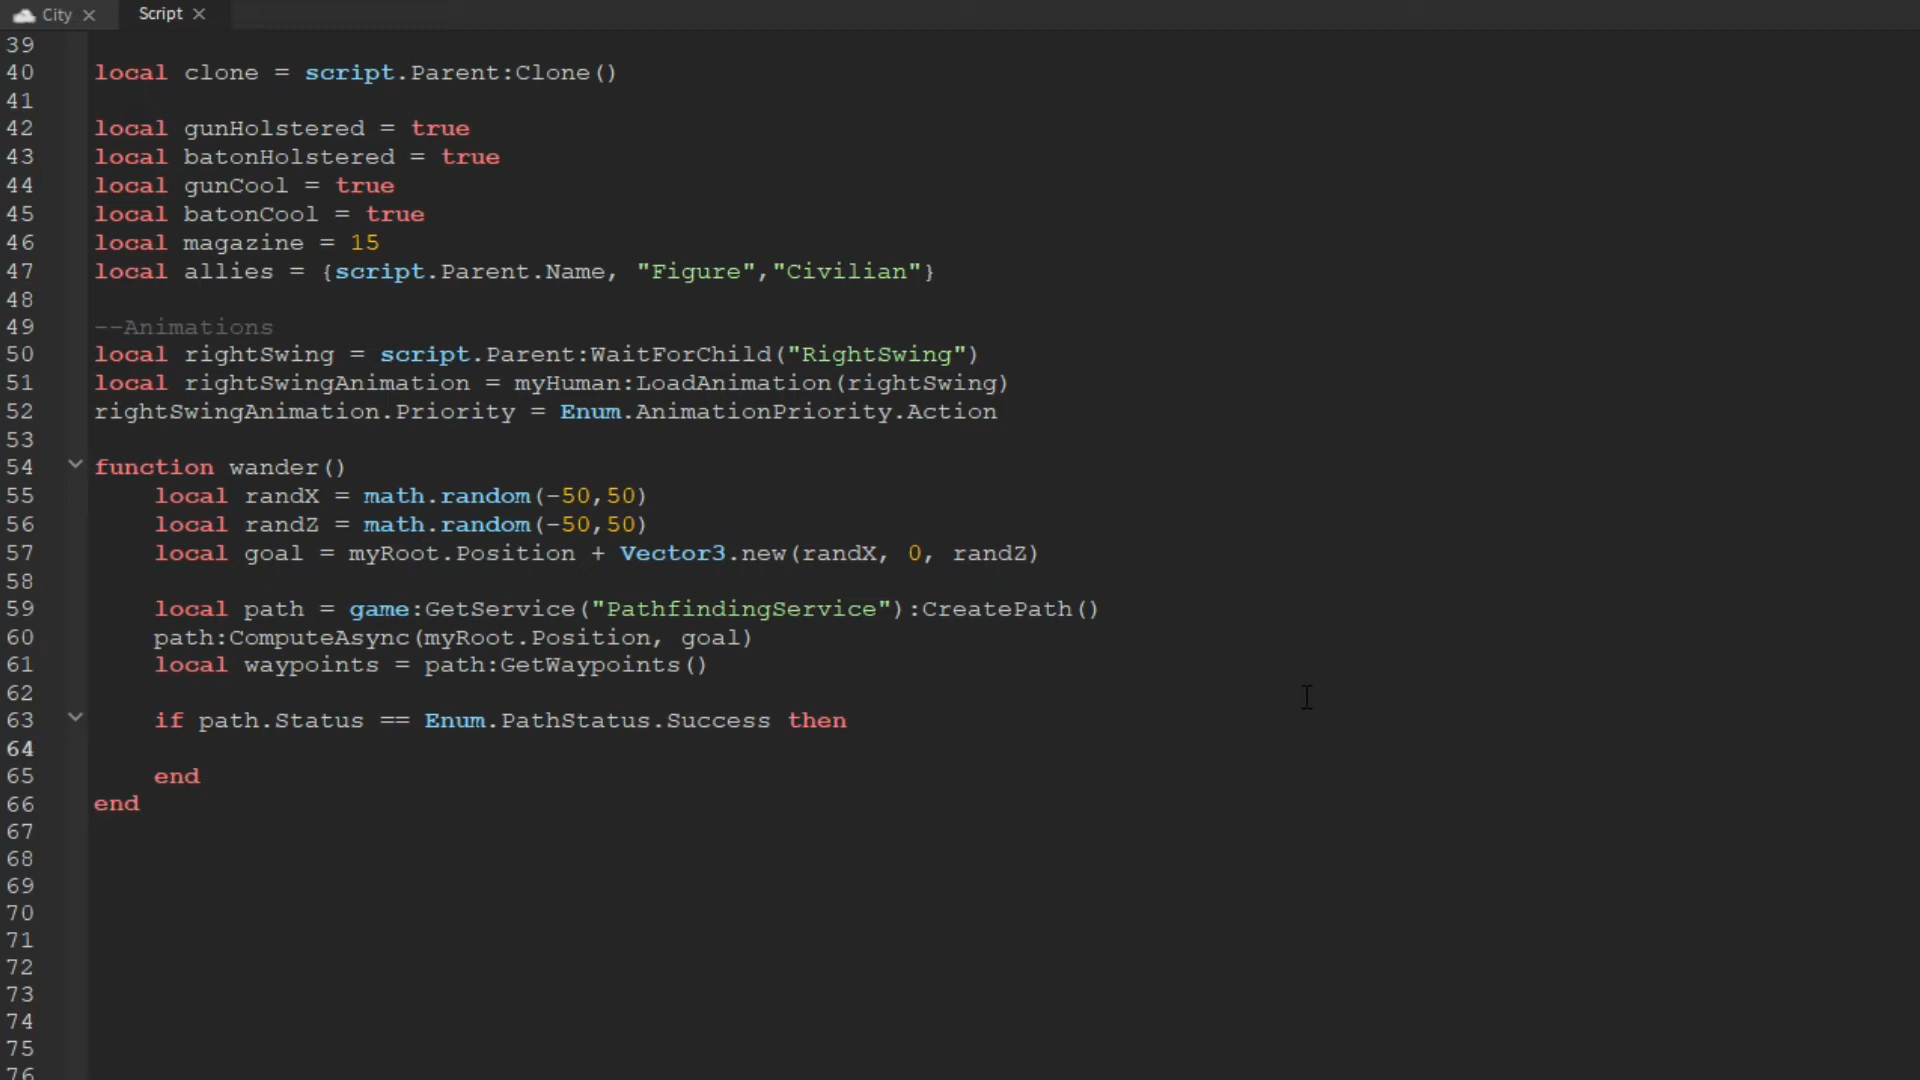 City
Script
39
40 local clone = script.Parent:Clone()
41
42 local gunHolstered = true
43 local batonHolstered = true
44 local gunCool = true
45 local batonCool = true
46 local magazine = 15
47 local allies = {script.Parent.Name, "Figure","Civilian"}
48
49 --Animations
50 local rightSwing = script.Parent:WaitForChild("RightSwing")
51 local rightSwingAnimation = myHuman:LoadAnimation(rightSwing)
52 rightSwingAnimation.Priority = Enum.AnimationPriority.Action
53
54 function wander()
55 local randX = math.random(-50,50)
56 local randZ = math.random(-50,50)
57 local goal = myRoot.Position + Vector3.new(randX, 0, randZ)
58
59 local path = game:GetService("PathfindingService"):CreatePath()
60 path:ComputeAsync(myRoot.Position, goal)
61 local waypoints = path:GetWaypoints()
62
63 if path.Status == Enum.PathStatus.Success then
64
65 end
66 end
67
68
69
70
71
72
73
74
75
76